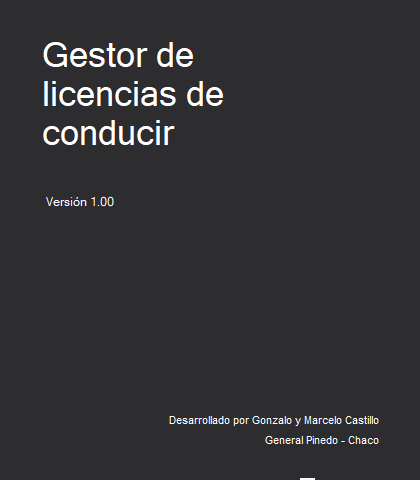 Gestor de
licencias de
conducir
Versión 1.00
Desarrollado por Gonzalo y Marcelo Castillo
General Pinedo - Chaco